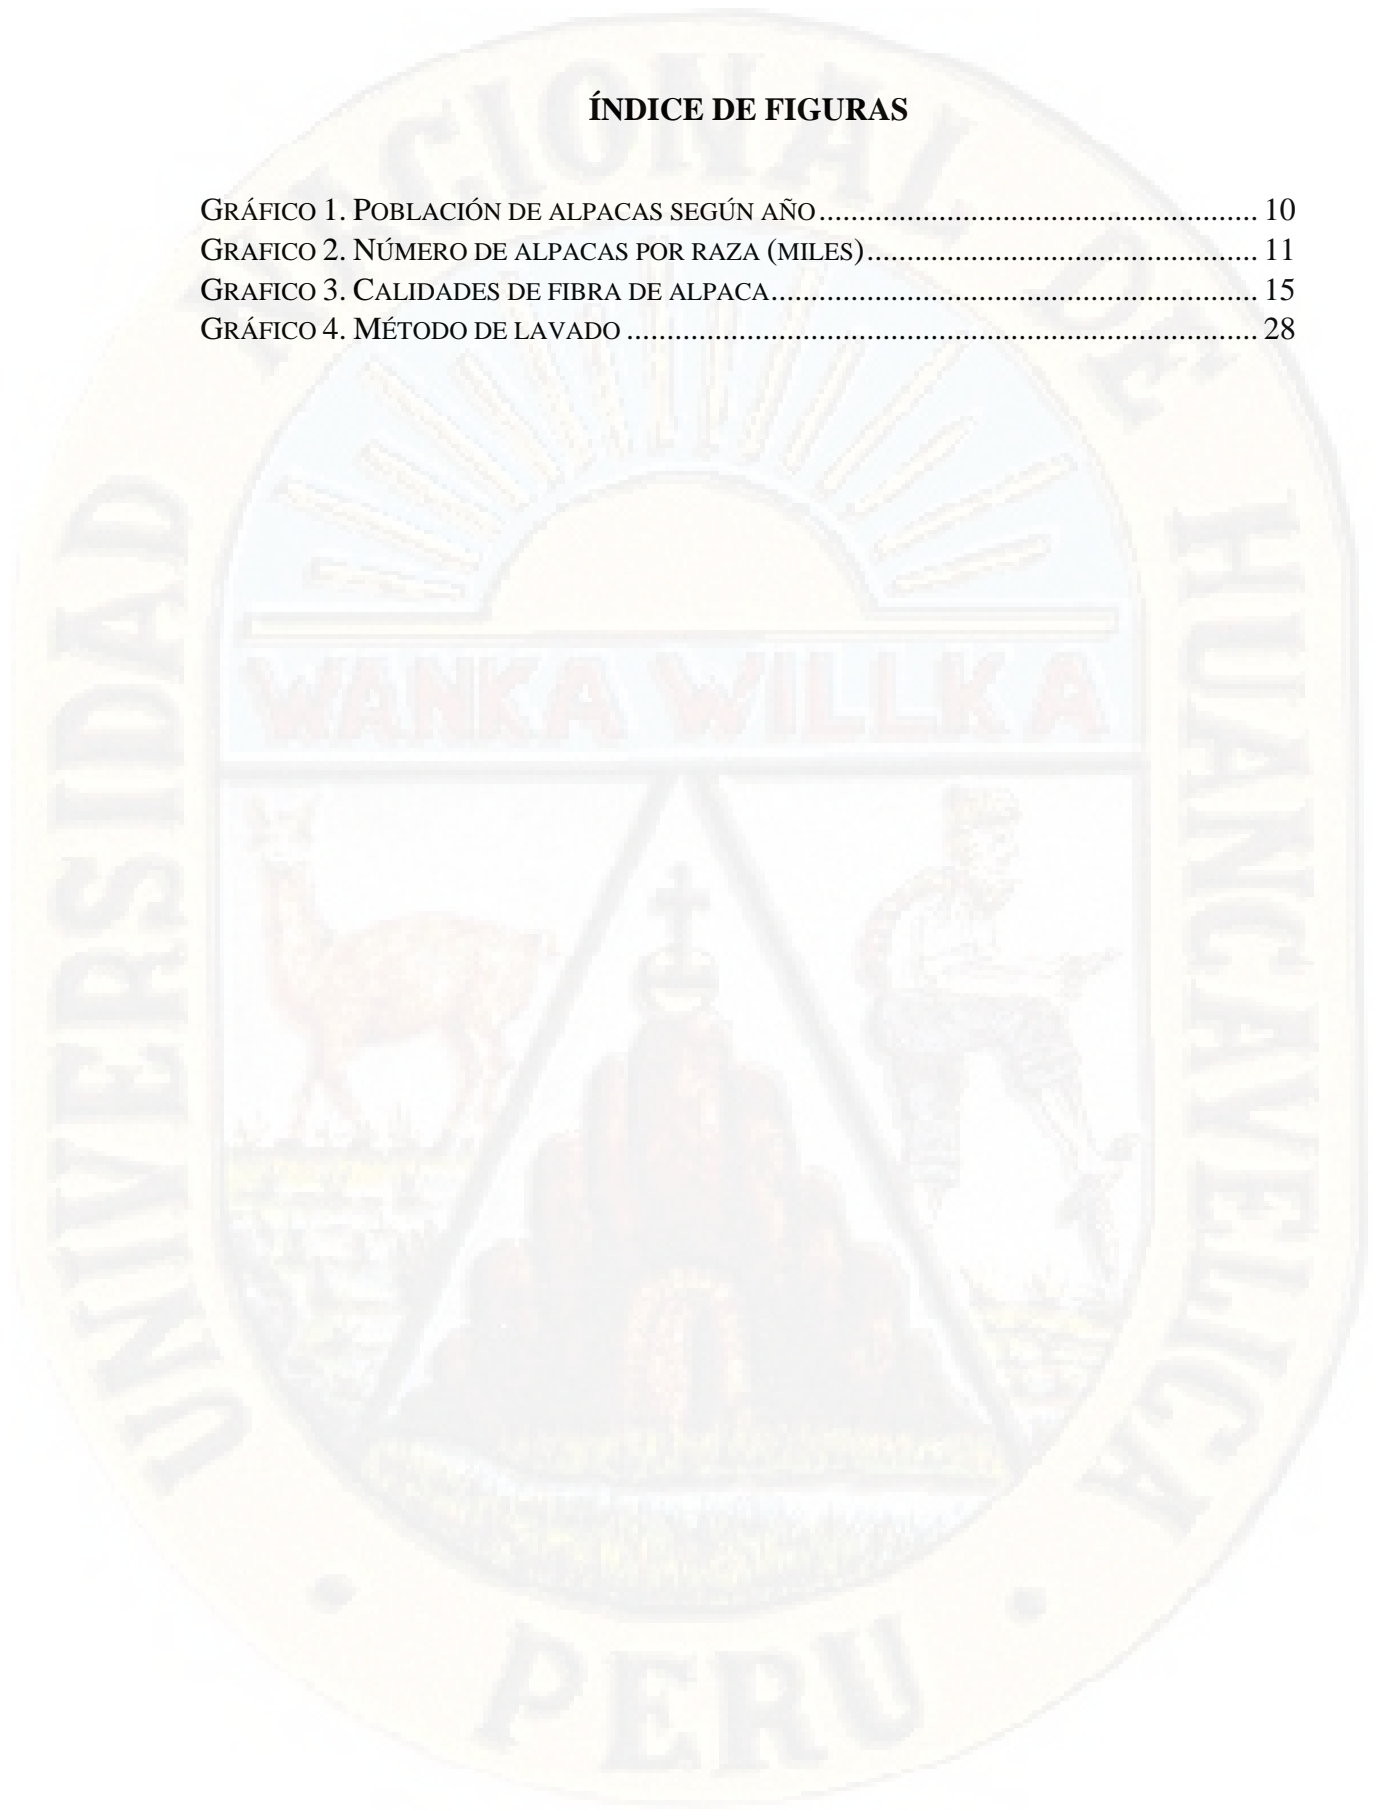 ÍNDICE DE FIGURAS
GRÁFICO 1. POBLACIÓN DE ALPACAS SEGÚN AÑO ........................................................ 10
GRAFICO 2. NÚMERO DE ALPACAS POR RAZA (MILES) ................................................ 11
GRAFICO 3. CALIDADES DE FIBRA DE ALPACA ............................................................ 15
GRÁFICO 4. MÉTODO DE LAVADO .............................................................................. 28
UNIVERSIDAD NACIONAL DE HUANCAVELICA
WANKA WILLKA
PERU